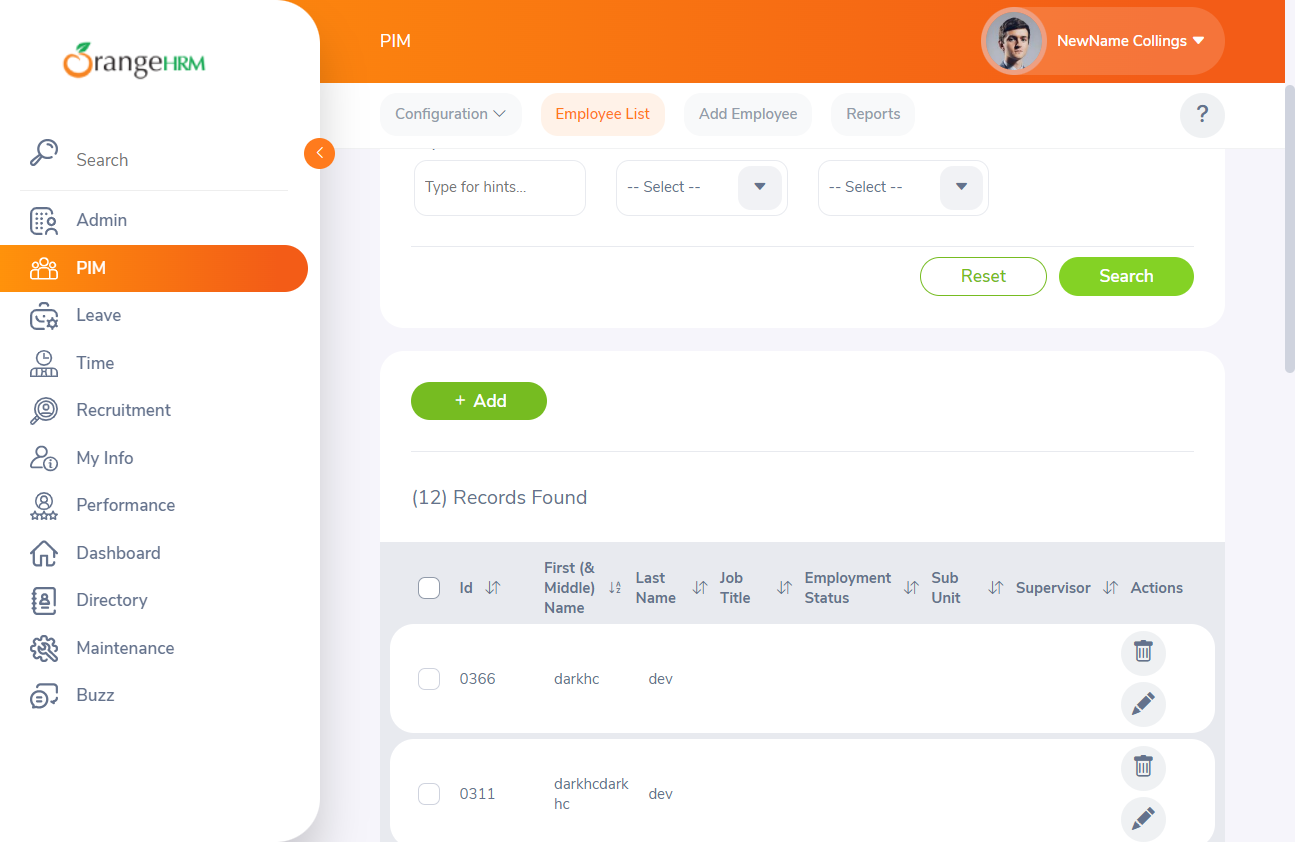 OrangeHRM
PIM
NewName Collings
Configuration
Employee List
Add Employee
Reports
?
Search
Admin
PIM
Leave
Time
Recruitment
My Info
Performance
Dashboard
Directory
Maintenance
Buzz
Type for hints...
-- Select --
-- Select --
Reset
Search
+ Add
(12) Records Found
Id
First (& Middle) Name
Last Name
Job Title
Employment Status
Sub Unit
Supervisor
Actions
0366 darkhc dev
0311 darkhcdarkhc dev